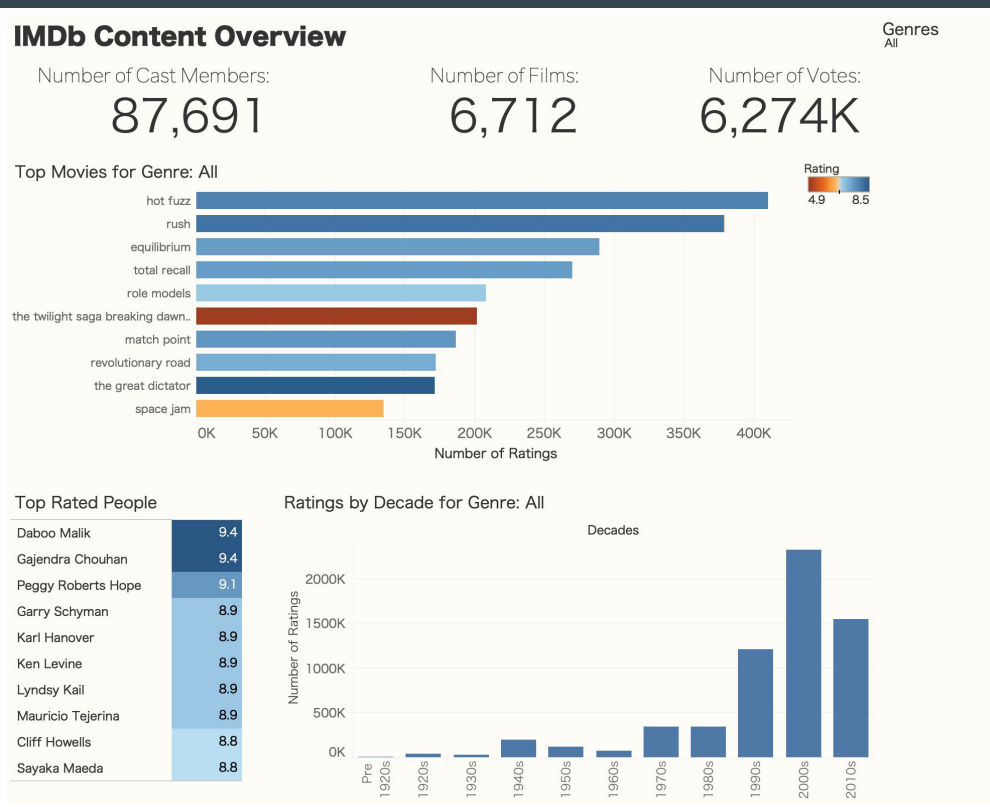 IMDb Content Overview
Genres
All
Number of Cast Members:
87,691
Number of Films:
6,712
Number of Votes:
6,274K
Top Movies for Genre: All
Rating
4.9 8.5
hot fuzz
rush
equilibrium
total recall
role models
the twilight saga breaking dawn..
match point
revolutionary road
the great dictator
space jam
0K 50K 100K 150K 200K 250K 300K 350K 400K
Number of Ratings
Top Rated People
Daboo Malik 9.4
Gajendra Chouhan 9.4
Peggy Roberts Hope 9.1
Garry Schyman 8.9
Karl Hanover 8.9
Ken Levine 8.9
Lyndsy Kail 8.9
Mauricio Tejerina 8.9
Cliff Howells 8.8
Sayaka Maeda 8.8
Ratings by Decade for Genre: All
Decades
Number of Ratings
2000K
1500K
1000K
500K
0K
Pre 1920s 1920s 1930s 1940s 1950s 1960s 1970s 1980s 1990s 2000s 2010s